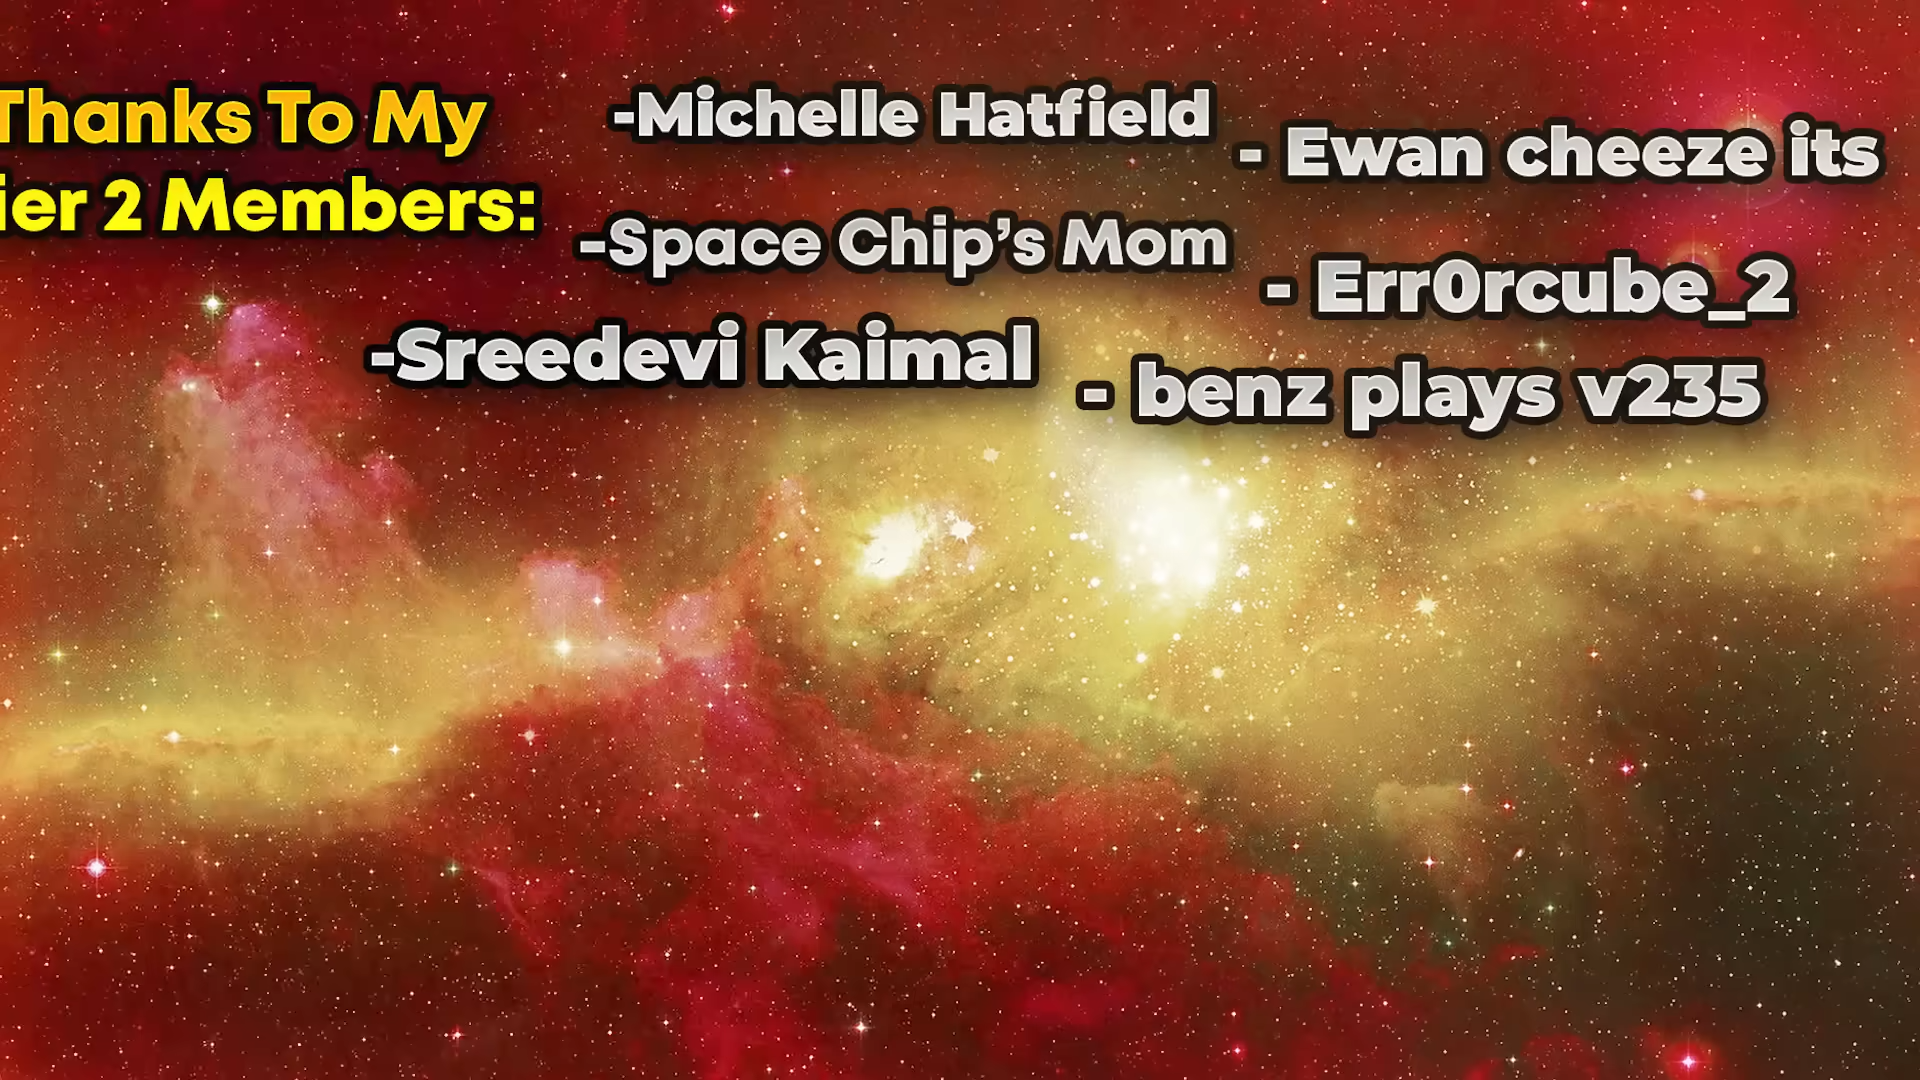 Thanks To My
ier 2 Members:
-Michelle Hatfield
-Space Chip's Mom
-Sreedevi Kaimal
- Ewan cheeze its
- Err0rcube_2
- benz plays v235